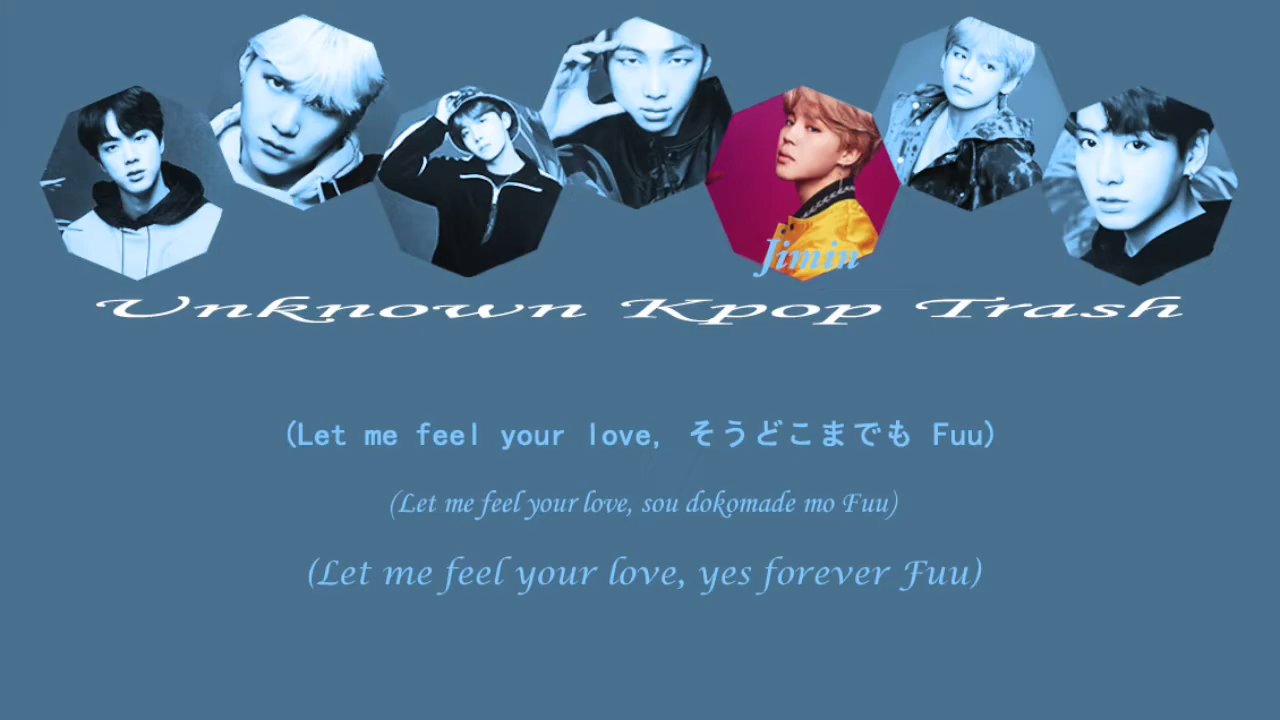 Jimin
Unknown Kpop Trash
(Let me feel your love, そうどこまでも Fuu)
(Let me feel your love, sou dokomade mo Fuu)
(Let me feel your love, yes forever Fuu)